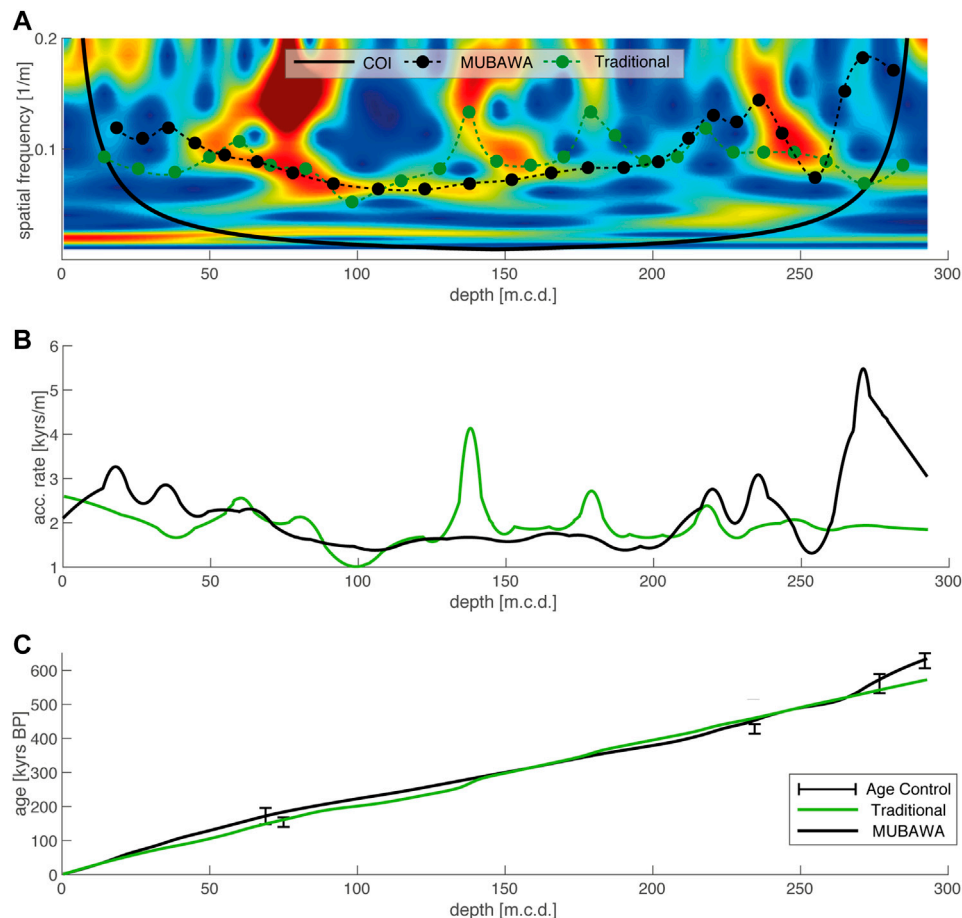 A
0.2
COI MUBAWA Traditional
0.1
spatial frequency [1/m]
0
0 50 100 150 200 250 300
depth [m.c.d.]
B
6
5
4
3
2
1
acc. rate [kyrs/m]
0 50 100 150 200 250 300
depth [m.c.d.]
C
600
500
400
300
200
100
0
age [kyrs BP]
Age Control
Traditional
MUBAWA
0 50 100 150 200 250 300
depth [m.c.d.]